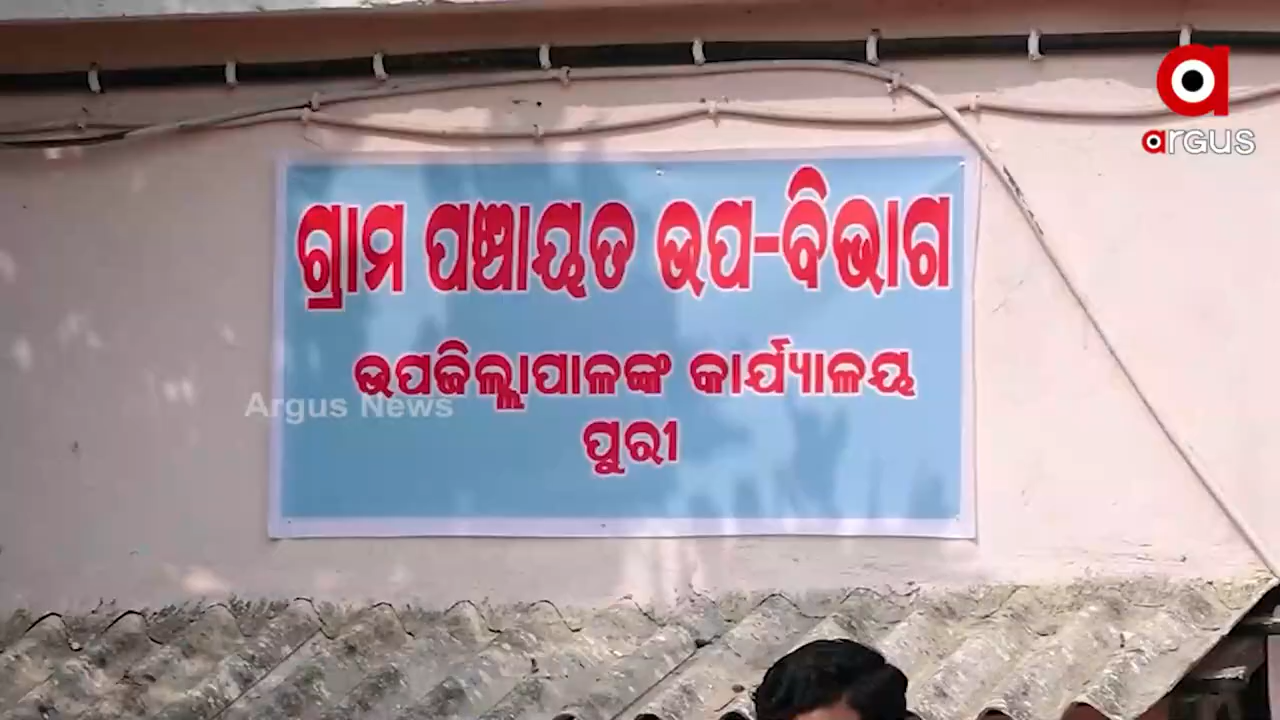 argus
ଗ୍ରାମ ପଞ୍ଚାୟତ ଉପ-ବିଭାଗ
ଉପଜିଲ୍ଲାପାଳଙ୍କ କାର୍ଯ୍ୟାଳୟ
Argus News
ପୁରୀ